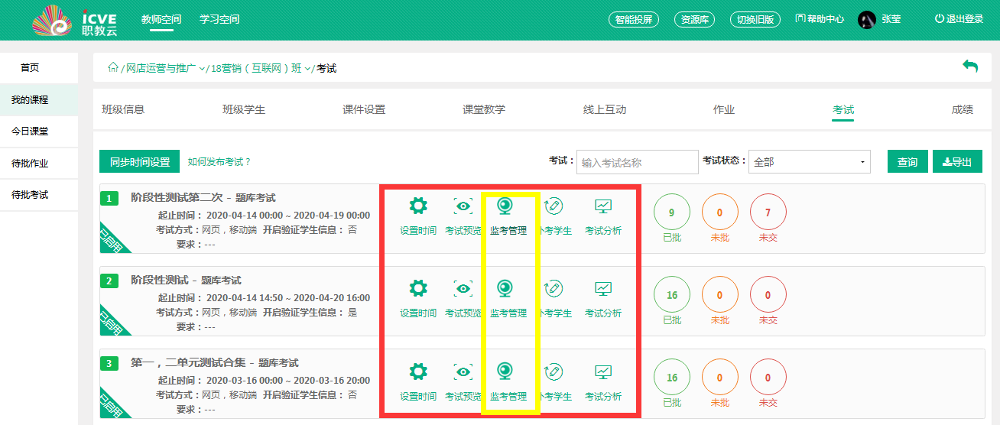 iCVE
职教云
教师空间 学习空间 智能投屏 资源库 切换旧版 帮助中心 张莹 退出登录
首页
我的课程
今日课堂
待批作业
待批考试
/网店运营与推广 /18营销（互联网）班 /考试
班级信息 班级学生 课件设置 课堂教学 线上互动 作业 考试 成绩
同步时间设置 如何发布考试？ 考试： 输入考试名称 考试状态： 全部 查询 导出
1 阶段性测试第二次 - 题库考试
起止时间： 2020-04-14 00:00 ~ 2020-04-19 00:00
考试方式：网页，移动端 开启验证学生信息： 否
要求：---
已启用
设置时间 考试预览 监考管理 补考学生 考试分析
9 0 7
已批 未批 未交
2 阶段性测试 - 题库考试
起止时间： 2020-04-14 14:50 ~ 2020-04-20 16:00
考试方式：网页，移动端 开启验证学生信息： 是
要求：---
已启用
设置时间 考试预览 监考管理 补考学生 考试分析
16 0 0
已批 未批 未交
3 第一，二单元测试合集 - 题库考试
起止时间： 2020-03-16 00:00 ~ 2020-03-16 20:00
考试方式：网页，移动端 开启验证学生信息： 否
要求：---
已启用
设置时间 考试预览 监考管理 补考学生 考试分析
16 0 0
已批 未批 未交